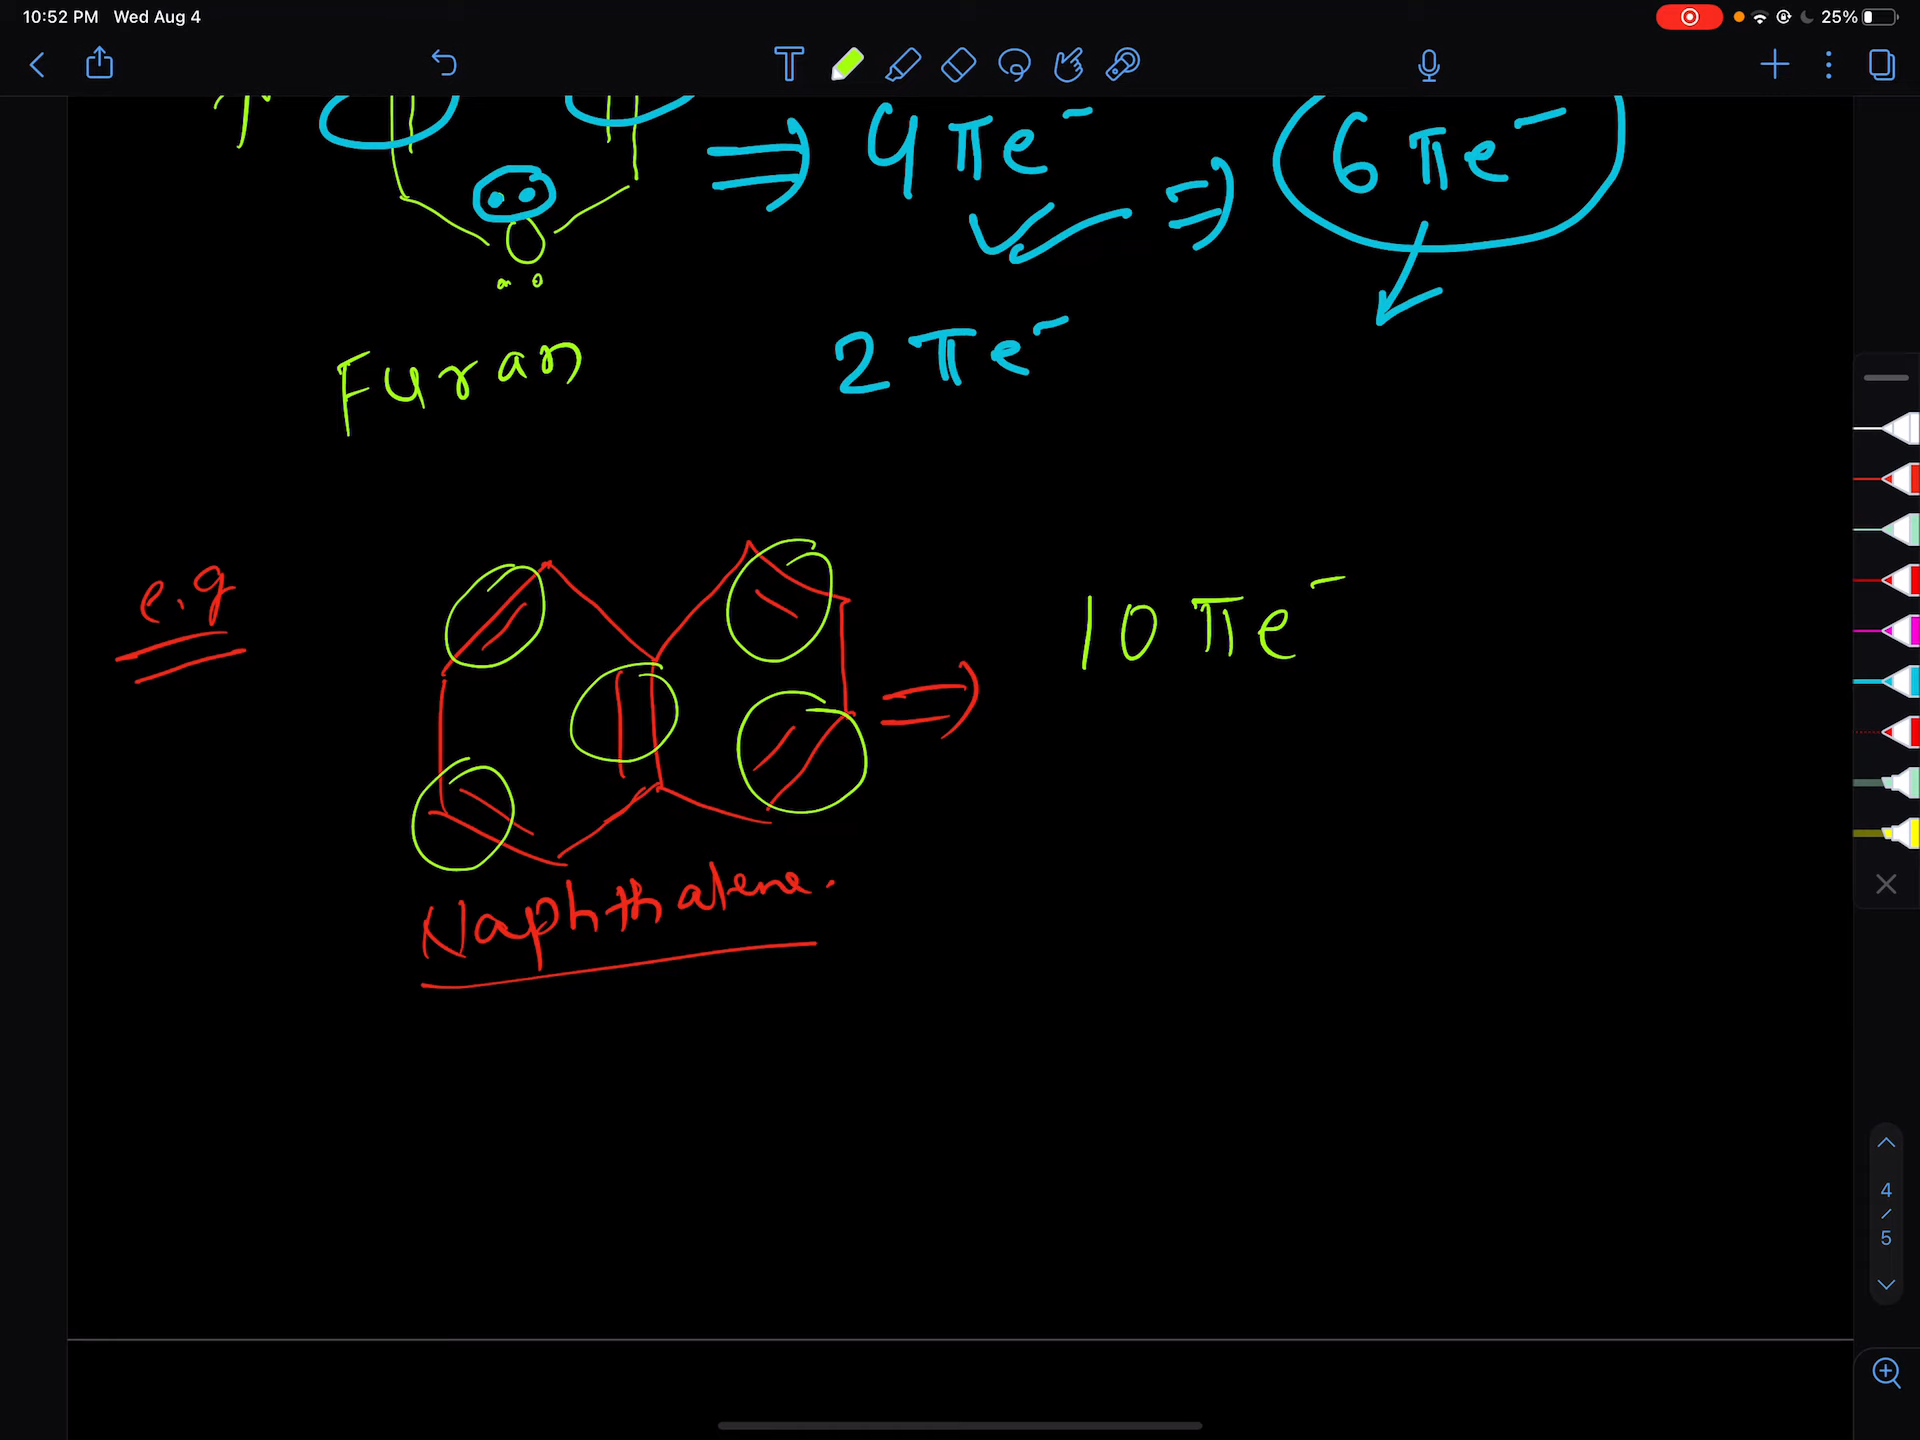 10:52 PM Wed Aug 4
25%
T
⇒ 4πe⁻ ⇒ 6πe⁻
2πe⁻
Furan
e.g
⇒ 10πe⁻
Naphthalene.
4
/
5